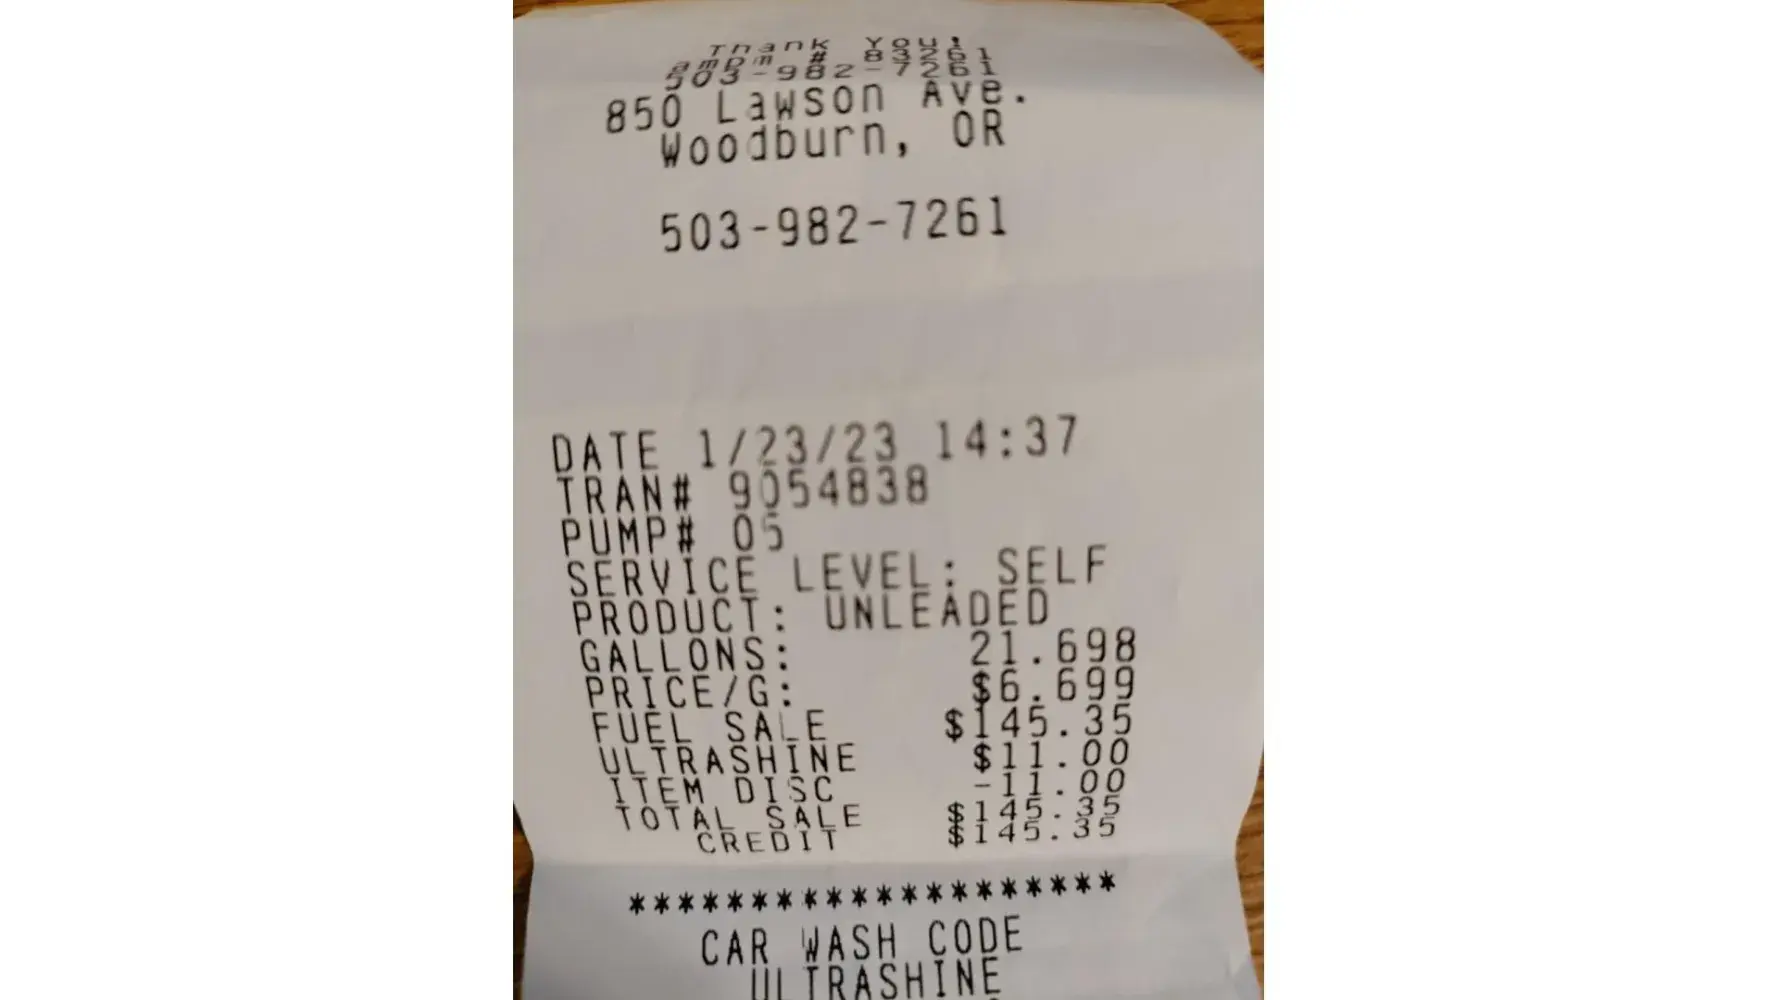 Thank You!
ampm # 83261
503-982-7261
850 Lawson Ave.
Woodburn, OR
503-982-7261
DATE 1/23/23 14:37
TRAN# 9054838
PUMP# 05
SERVICE LEVEL: SELF
PRODUCT: UNLEADED
GALLONS: 21.698
PRICE/G: $6.699
FUEL SALE $145.35
ULTRASHINE $11.00
ITEM DISC -11.00
TOTAL SALE $145.35
CREDIT $145.35
********************
CAR WASH CODE
ULTRASHINE